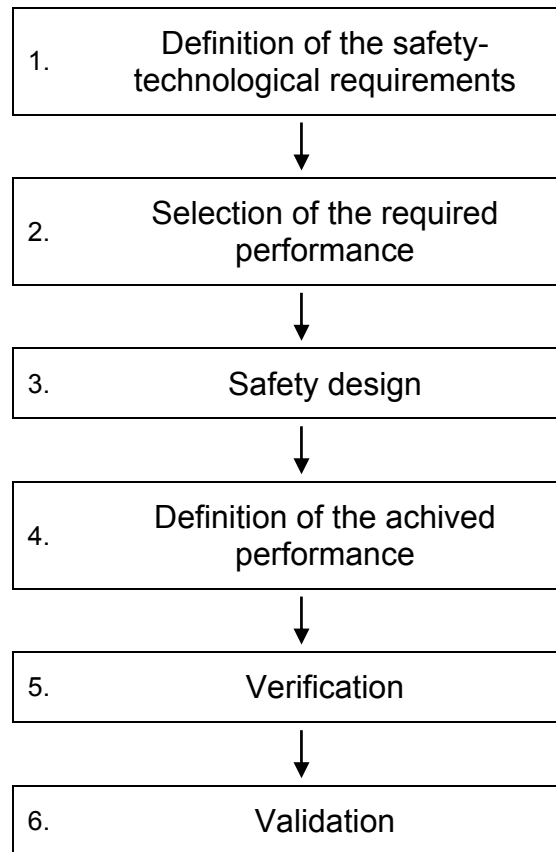 1.
Definition of the safety-
technological requirements
2.
Selection of the required
performance
3.
Safety design
4.
Definition of the achived
performance
5.
Verification
6.
Validation